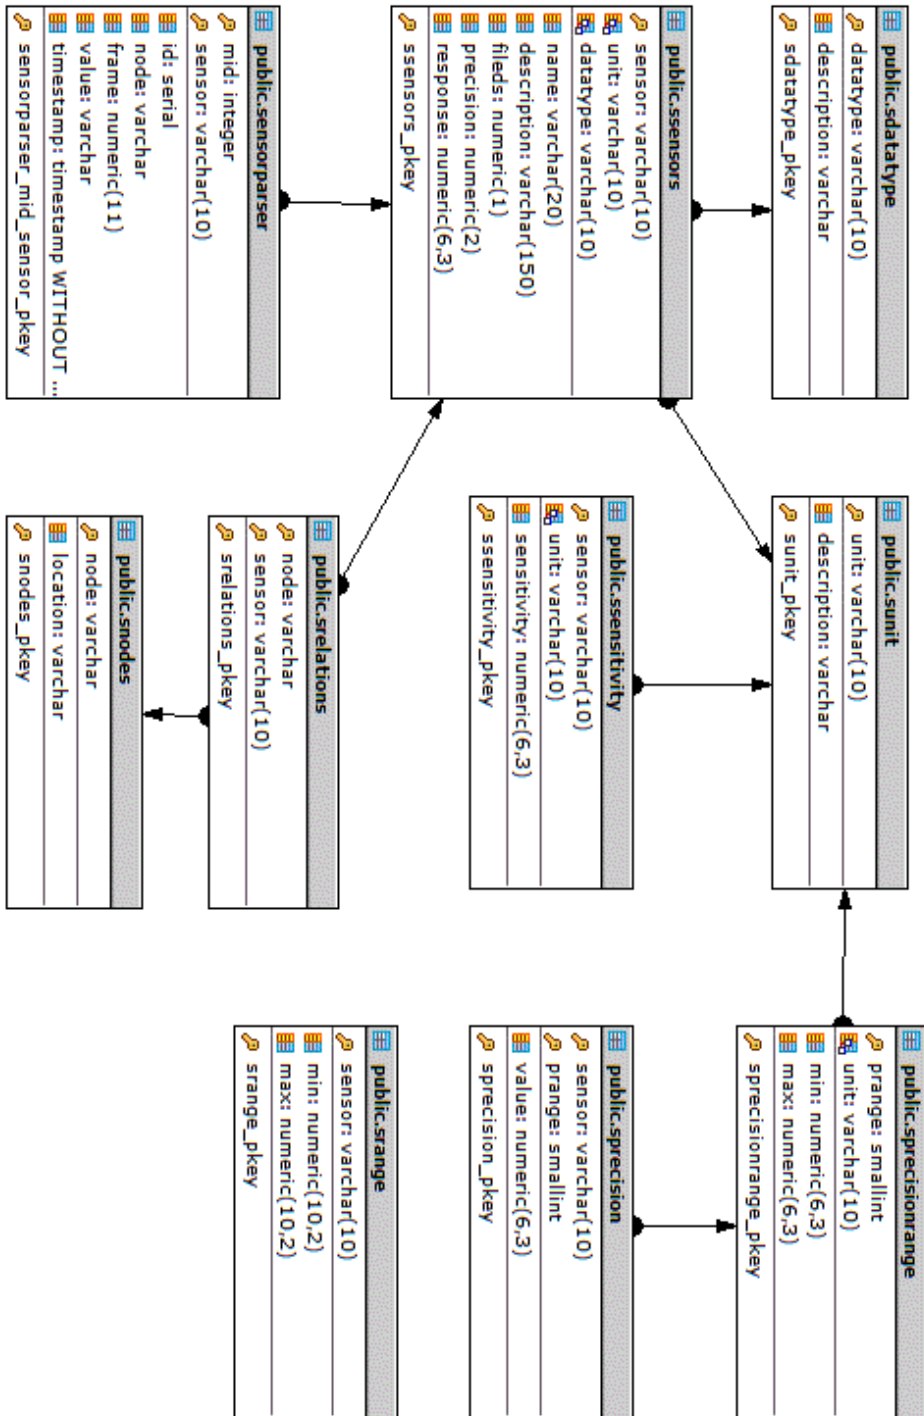 public.sdatatype
datatype: varchar(10)
description: varchar
sdatatype_pkey
public.sunit
unit: varchar(10)
description: varchar
sunit_pkey
public.sprecisionrange
prange: smallint
unit: varchar(10)
min: numeric(6,3)
max: numeric(6,3)
sprecisionrange_pkey
public.ssensors
sensor: varchar(10)
unit: varchar(10)
datatype: varchar(10)
name: varchar(20)
description: varchar(150)
fileds: numeric(1)
precision: numeric(2)
response: numeric(6,3)
ssensors_pkey
public.ssensitivity
sensor: varchar(10)
unit: varchar(10)
sensitivity: numeric(6,3)
ssensitivity_pkey
public.sprecision
sensor: varchar(10)
prange: smallint
value: numeric(6,3)
sprecision_pkey
public.srange
sensor: varchar(10)
min: numeric(10,2)
max: numeric(10,2)
srange_pkey
public.sensorparser
mid: integer
sensor: varchar(10)
id: serial
node: varchar
frame: numeric(11)
value: varchar
timestamp: timestamp WITHOUT ...
sensorparser_mid_sensor_pkey
public.srelations
node: varchar
sensor: varchar(10)
srelations_pkey
public.snodes
node: varchar
location: varchar
snodes_pkey